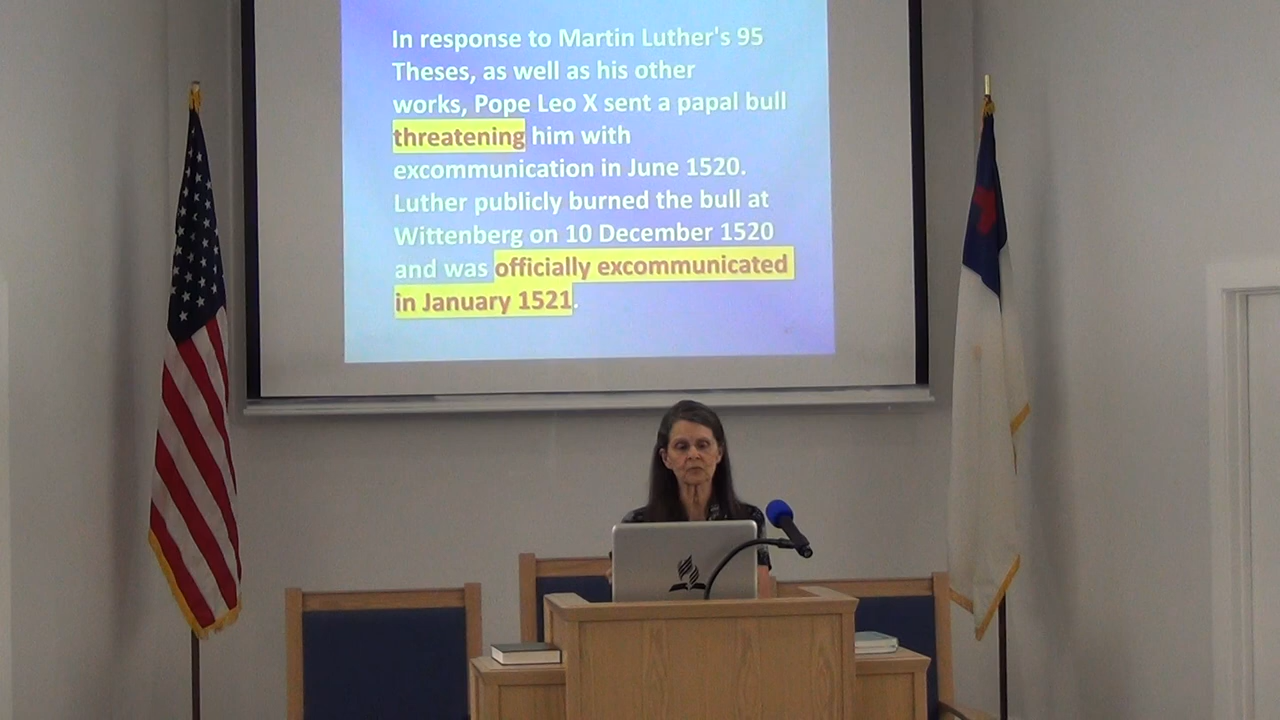 In response to Martin Luther's 95
Theses, as well as his other
works, Pope Leo X sent a papal bull
threatening him with
excommunication in June 1520.
Luther publicly burned the bull at
Wittenberg on 10 December 1520
and was officially excommunicated
in January 1521.